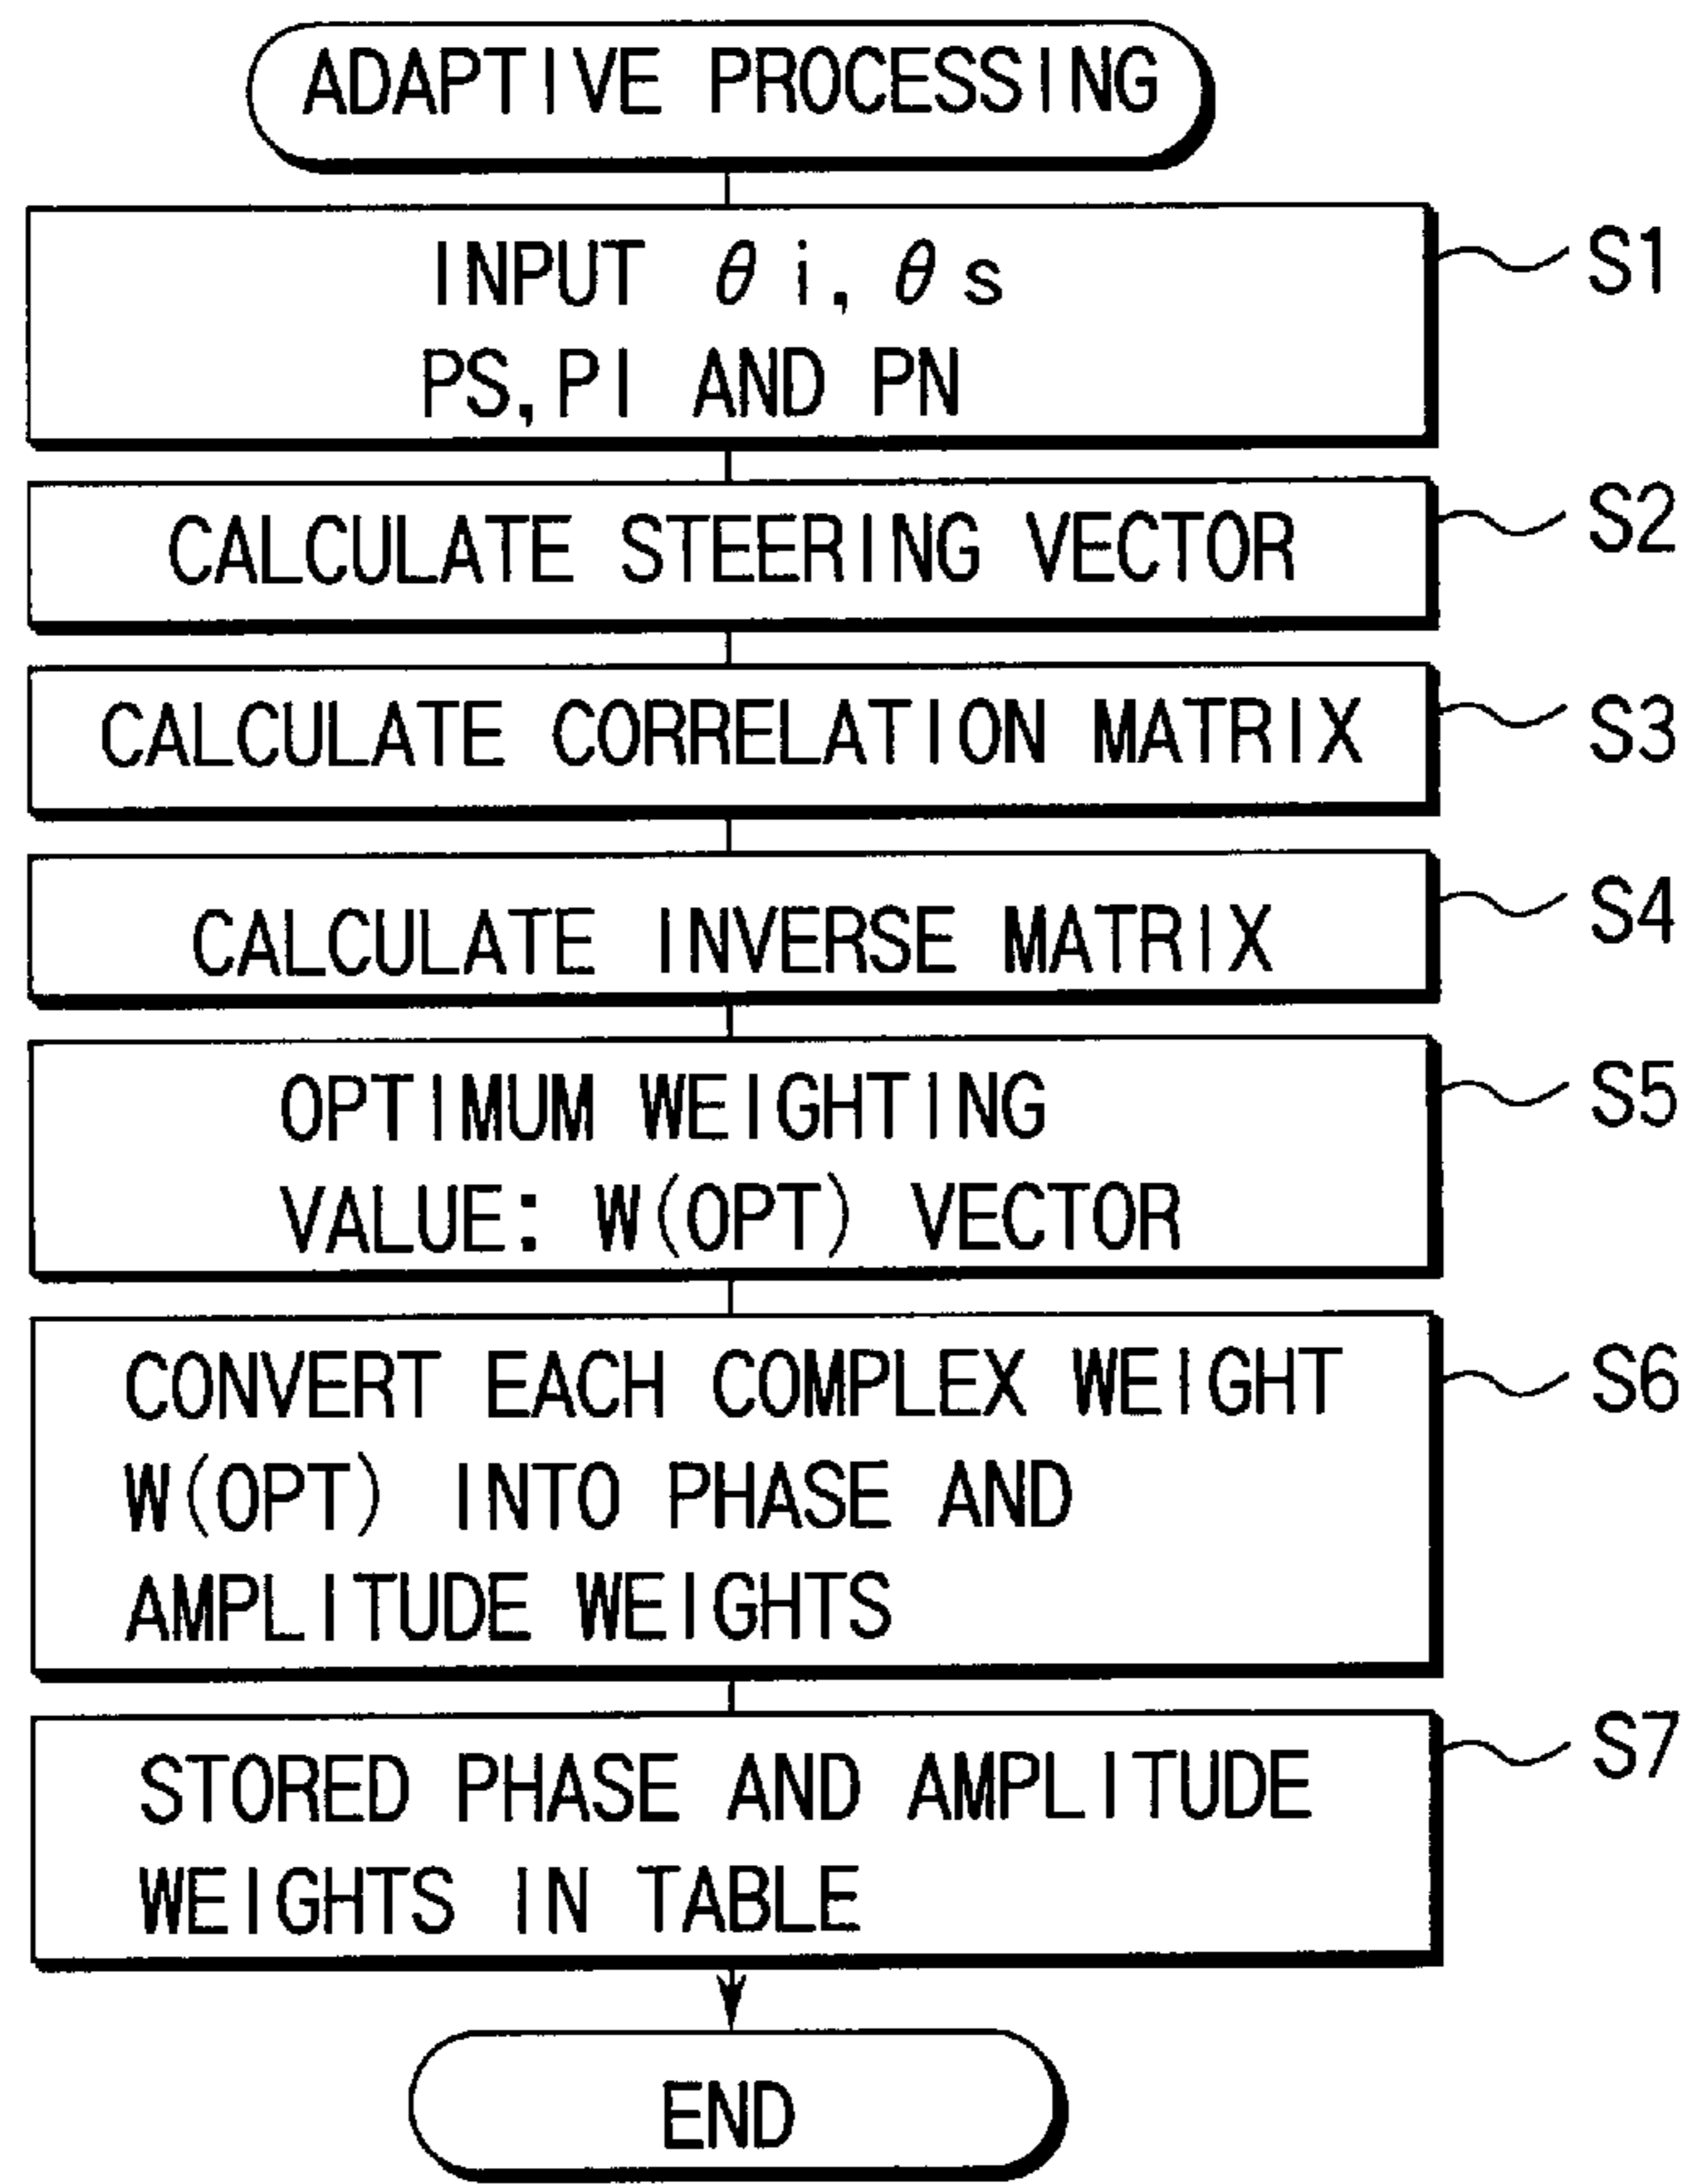 ADAPTIVE PROCESSING
INPUT θi, θs
PS, PI AND PN
S1
CALCULATE STEERING VECTOR
S2
CALCULATE CORRELATION MATRIX
S3
CALCULATE INVERSE MATRIX
S4
OPTIMUM WEIGHTING
VALUE: W(OPT) VECTOR
S5
CONVERT EACH COMPLEX WEIGHT
W(OPT) INTO PHASE AND
AMPLITUDE WEIGHTS
S6
STORED PHASE AND AMPLITUDE
WEIGHTS IN TABLE
S7
END